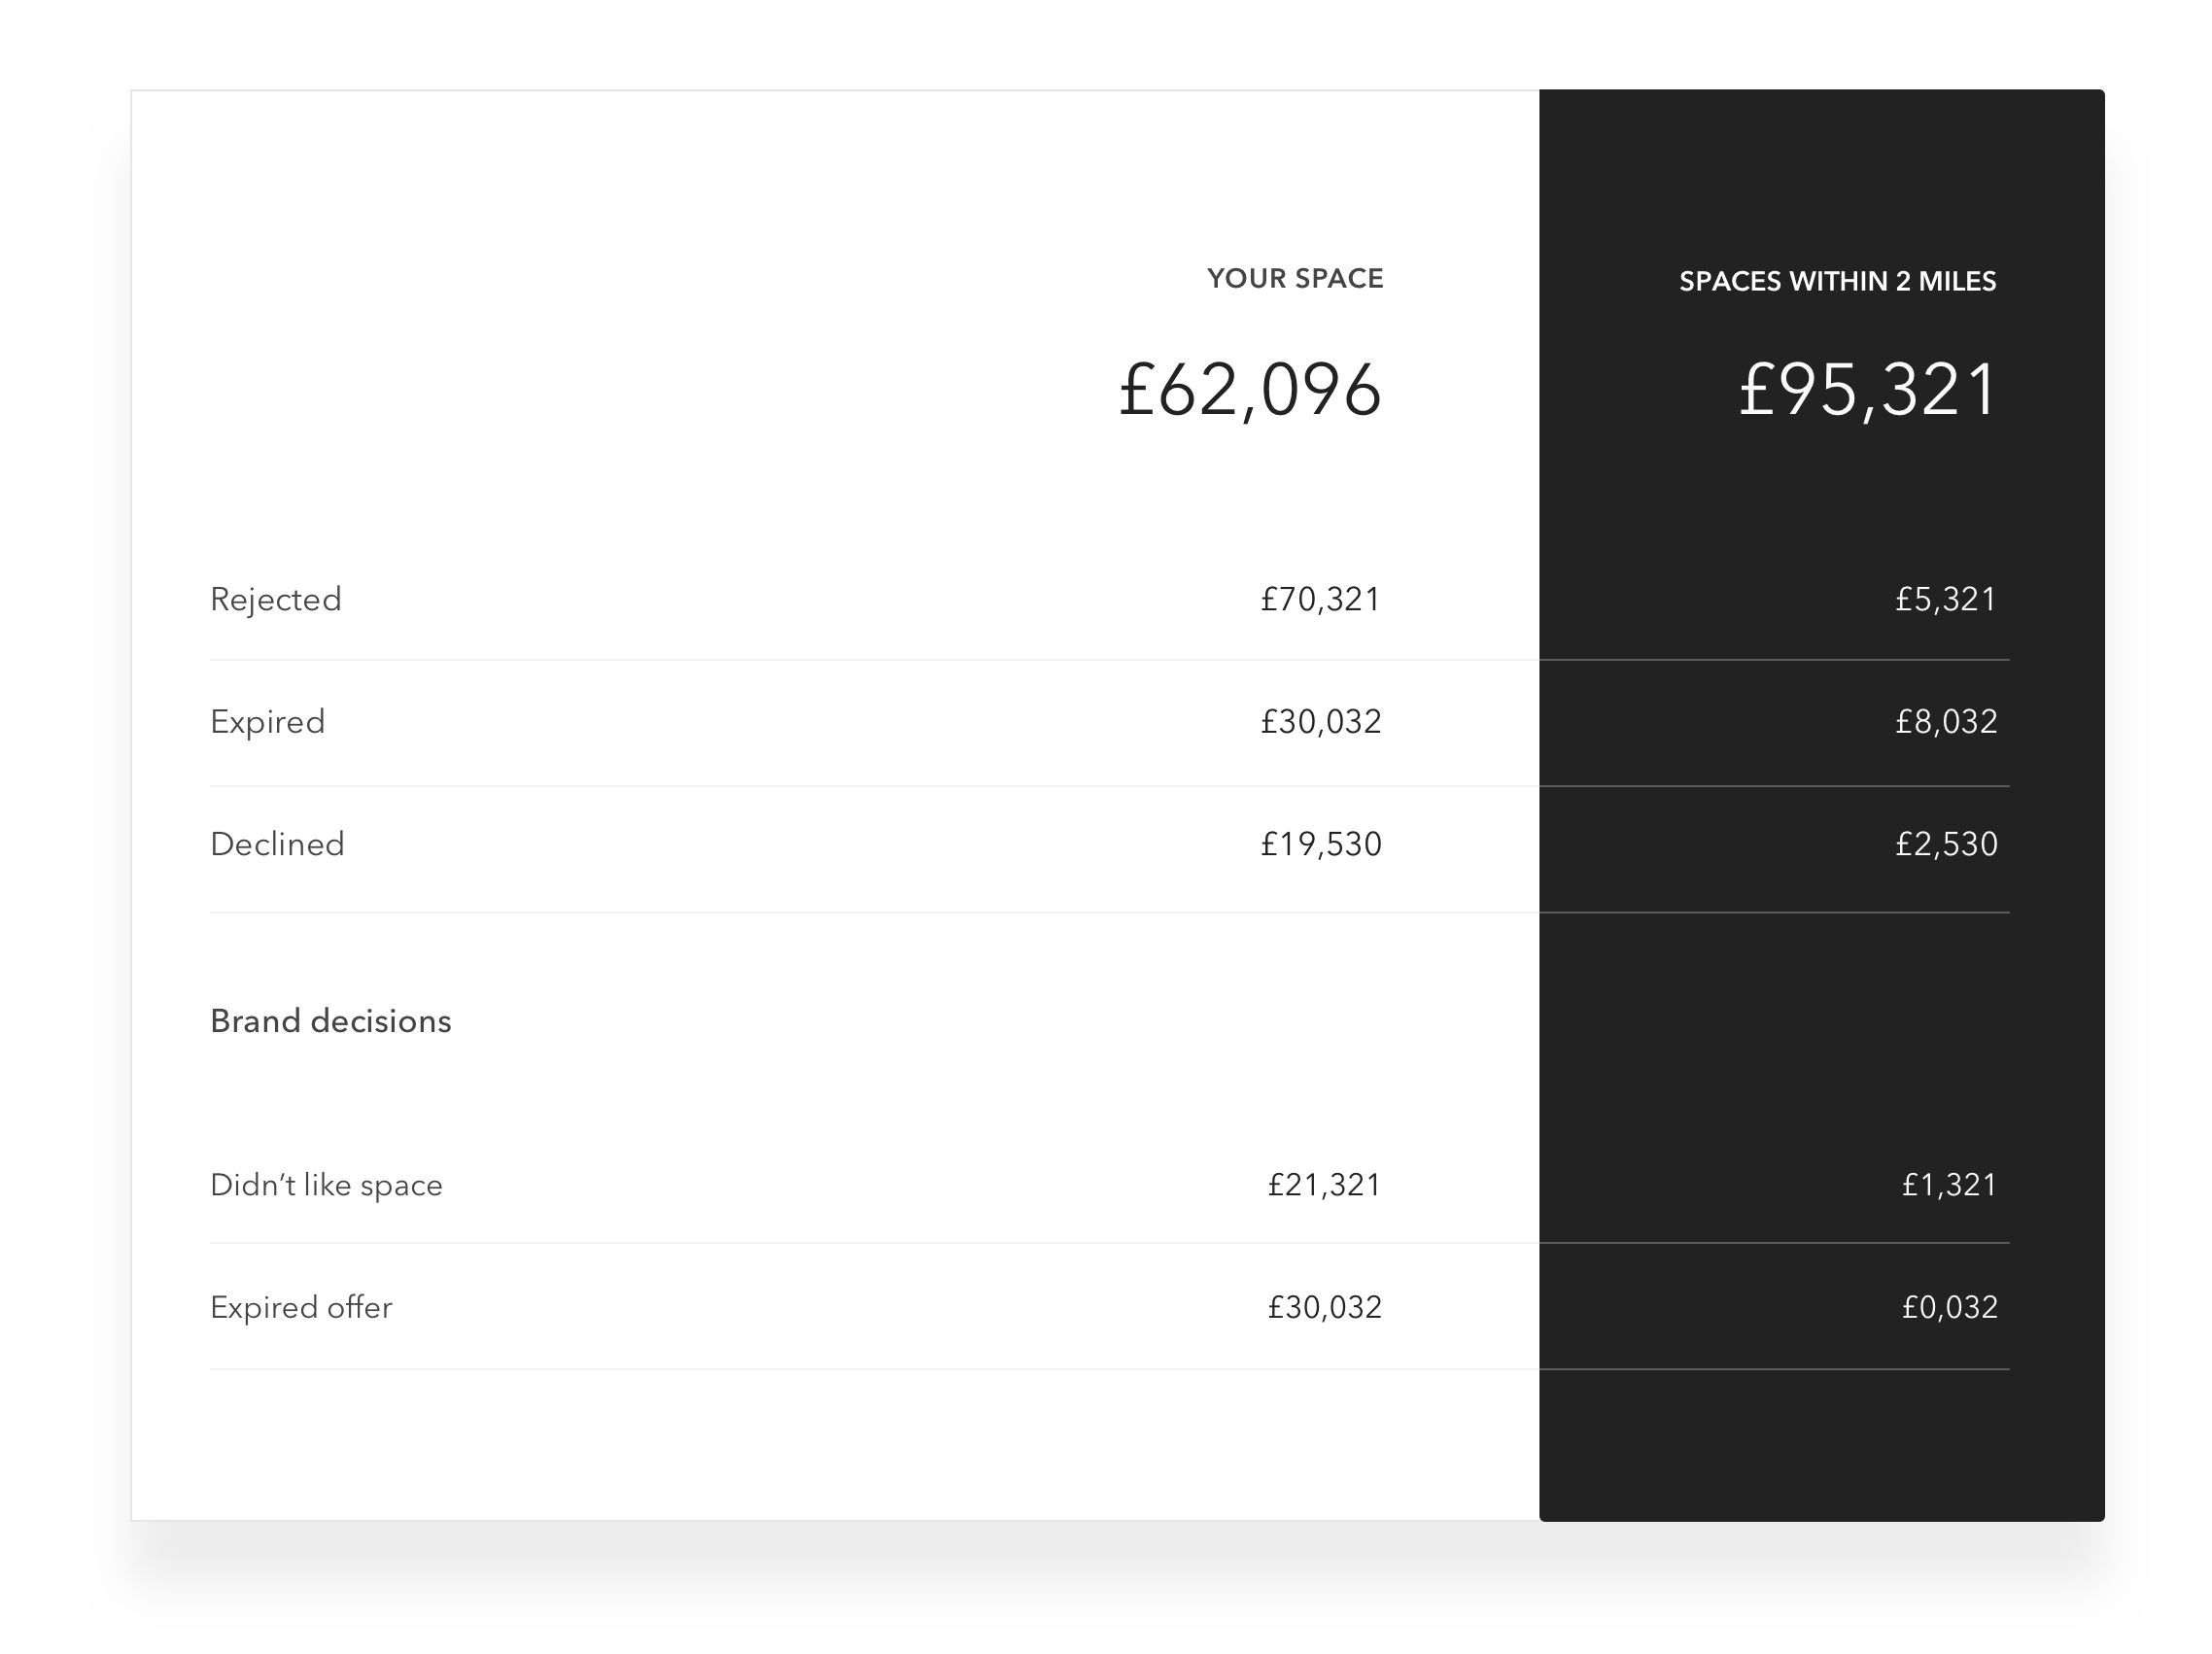 YOUR SPACE SPACES WITHIN 2 MILES
£62,096 £95,321
Rejected £70,321 £5,321
Expired £30,032 £8,032
Declined £19,530 £2,530
Brand decisions
Didn’t like space £21,321 £1,321
Expired offer £30,032 £0,032